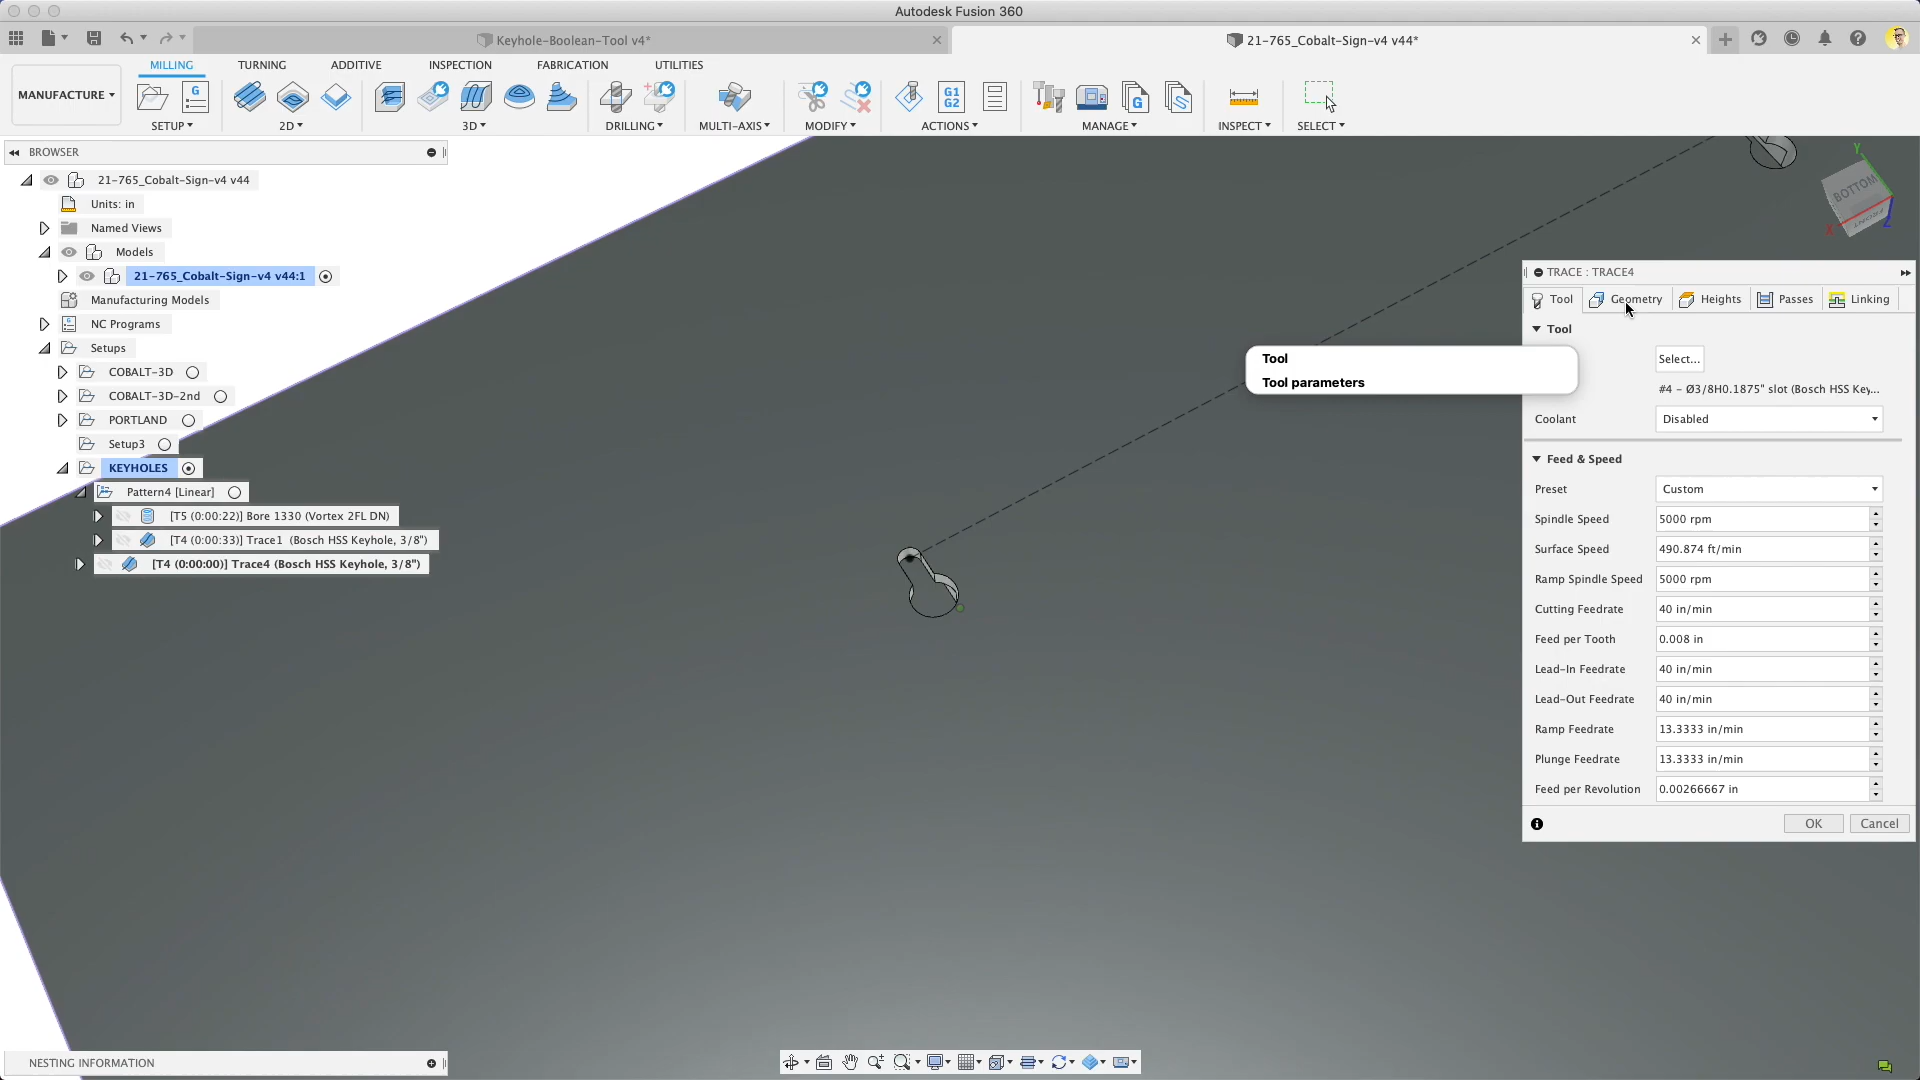 Autodesk Fusion 360
Keyhole-Boolean-Tool v4*
21-765_Cobalt-Sign-v4 v44*
MANUFACTURE
MILLING
TURNING
ADDITIVE
INSPECTION
FABRICATION
UTILITIES
G
G1
G2
G
SETUP
2D
3D
DRILLING
MULTI-AXIS
MODIFY
ACTIONS
MANAGE
INSPECT
SELECT
BROWSER
21-765_Cobalt-Sign-v4 v44
Units: in
Named Views
Models
21-765_Cobalt-Sign-v4 v44:1
Manufacturing Models
NC Programs
Setups
COBALT-3D
COBALT-3D-2nd
PORTLAND
Setup3
KEYHOLES
Pattern4 [Linear]
[T5 (0:00:22)] Bore 1330 (Vortex 2FL DN)
[T4 (0:00:33)] Trace1 (Bosch HSS Keyhole, 3/8")
[T4 (0:00:00)] Trace4 (Bosch HSS Keyhole, 3/8")
Y
BOTTOM
FRONT
X
Z
TRACE : TRACE4
Tool
Geometry
Heights
Passes
Linking
Tool
Select...
#4 - Ø3/8H0.1875" slot (Bosch HSS Key...
Coolant
Disabled
Tool
Tool parameters
Feed & Speed
Preset
Custom
Spindle Speed
5000 rpm
Surface Speed
490.874 ft/min
Ramp Spindle Speed
5000 rpm
Cutting Feedrate
40 in/min
Feed per Tooth
0.008 in
Lead-In Feedrate
40 in/min
Lead-Out Feedrate
40 in/min
Ramp Feedrate
13.3333 in/min
Plunge Feedrate
13.3333 in/min
Feed per Revolution
0.00266667 in
OK
Cancel
NESTING INFORMATION